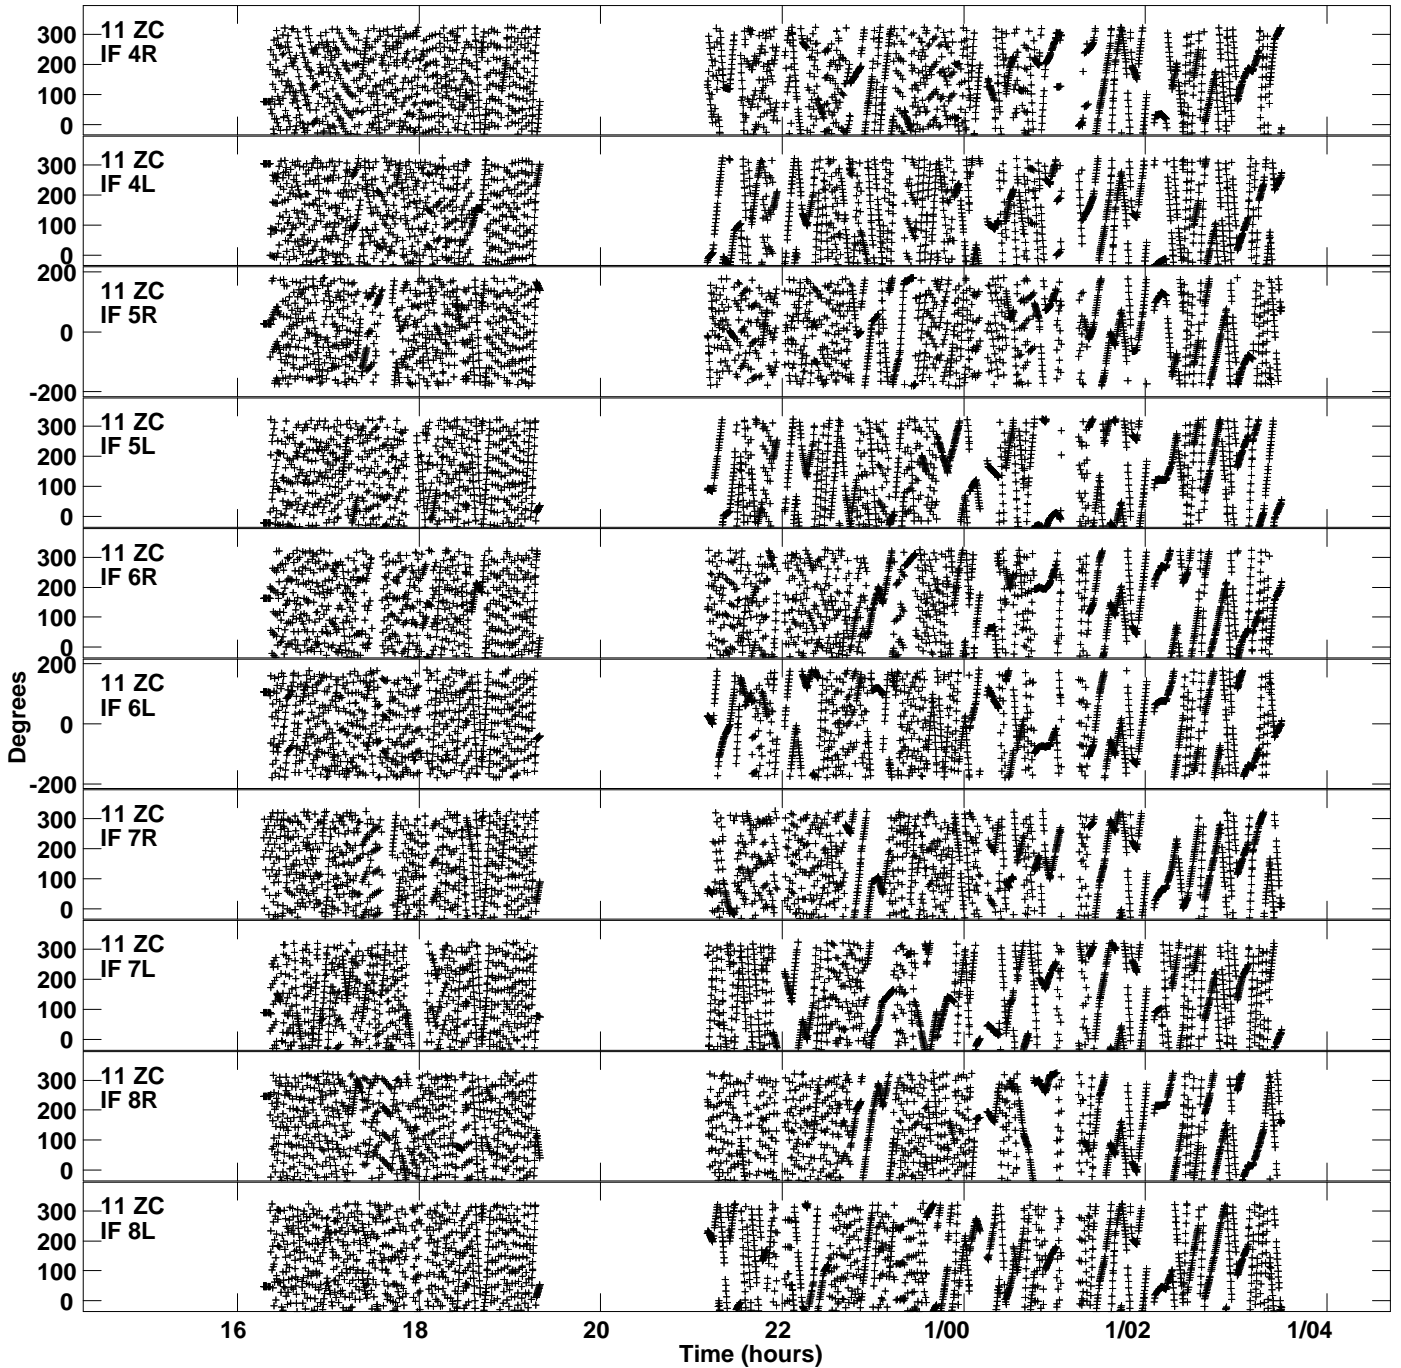 11 ZC
IF 4R
300
200
100
0
11 ZC
IF 4L
300
200
100
0
11 ZC
IF 5R
200
0
-200
11 ZC
IF 5L
300
200
100
0
11 ZC
IF 6R
300
200
100
0
11 ZC
IF 6L
200
0
-200
11 ZC
IF 7R
300
200
100
0
11 ZC
IF 7L
300
200
100
0
11 ZC
IF 8R
300
200
100
0
11 ZC
IF 8L
300
200
100
0
Degrees
16 18 20 22 1/00 1/02 1/04
Time (hours)